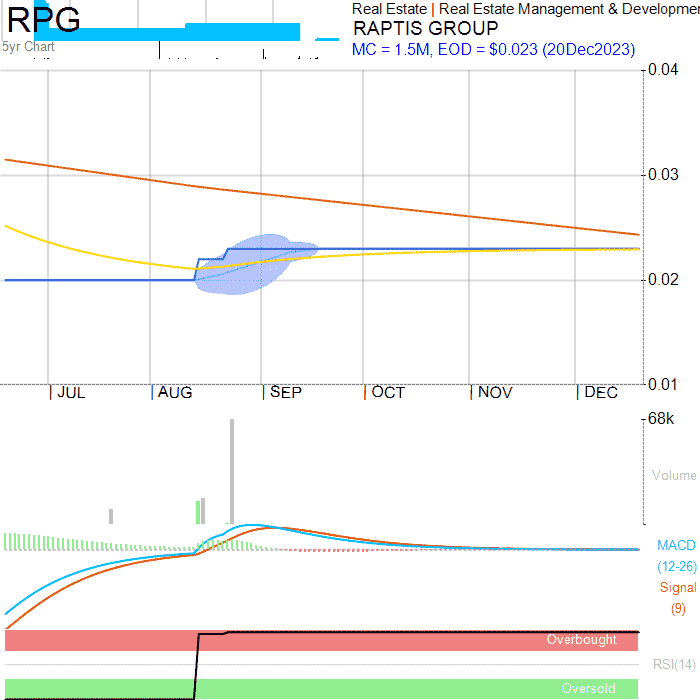 RPG
5yr Chart
Real Estate | Real Estate Management & Developmen
RAPTIS GROUP
MC = 1.5M, EOD = $0.023 (20Dec2023)
0.04
0.03
0.02
0.01
JUL AUG SEP OCT NOV DEC
68k
Volume
MACD
(12-26)
Signal
(9)
Overbought
RSI(14)
Oversold